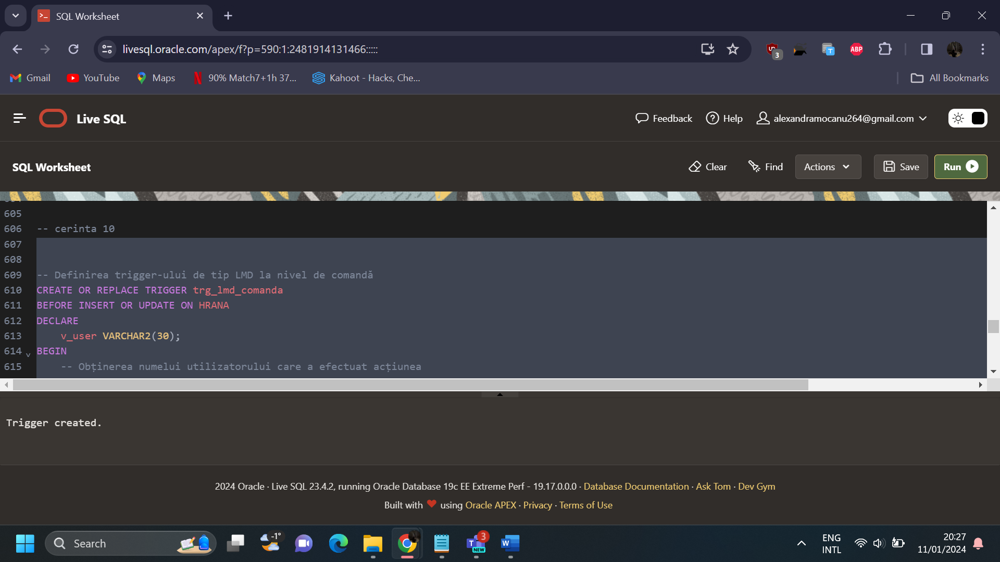 SQL Worksheet
livesql.oracle.com/apex/f?p=590:1:2481914131466:::::
3
ABP
Gmail
YouTube
Maps
90% Match7+1h 37...
Kahoot - Hacks, Che...
All Bookmarks
Live SQL
Feedback
Help
alexandramocanu264@gmail.com
SQL Worksheet
Clear
Find
Actions
Save
Run
605
606 -- cerinta 10
607
608
609 -- Definirea trigger-ului de tip LMD la nivel de comandă
610 CREATE OR REPLACE TRIGGER trg_lmd_comanda
611 BEFORE INSERT OR UPDATE ON HRANA
612 DECLARE
613 v_user VARCHAR2(30);
614 BEGIN
615 -- Obținerea numelui utilizatorului care a efectuat acțiunea
Trigger created.
2024 Oracle · Live SQL 23.4.2, running Oracle Database 19c EE Extreme Perf - 19.17.0.0.0 · Database Documentation · Ask Tom · Dev Gym
Built with ❤ using Oracle APEX · Privacy · Terms of Use
Search
-1°
3
NEW
ENG
INTL
20:27
11/01/2024